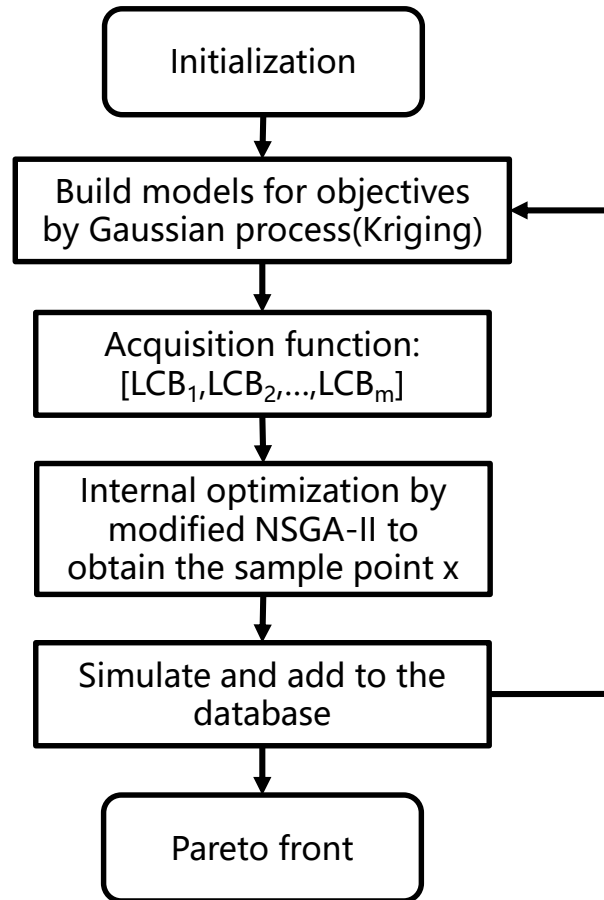 Initialization
Build models for objectives
by Gaussian process(Kriging)
Acquisition function:
[LCB₁,LCB₂,...,LCBₘ]
Internal optimization by
modified NSGA-II to
obtain the sample point x
Simulate and add to the
database
Pareto front